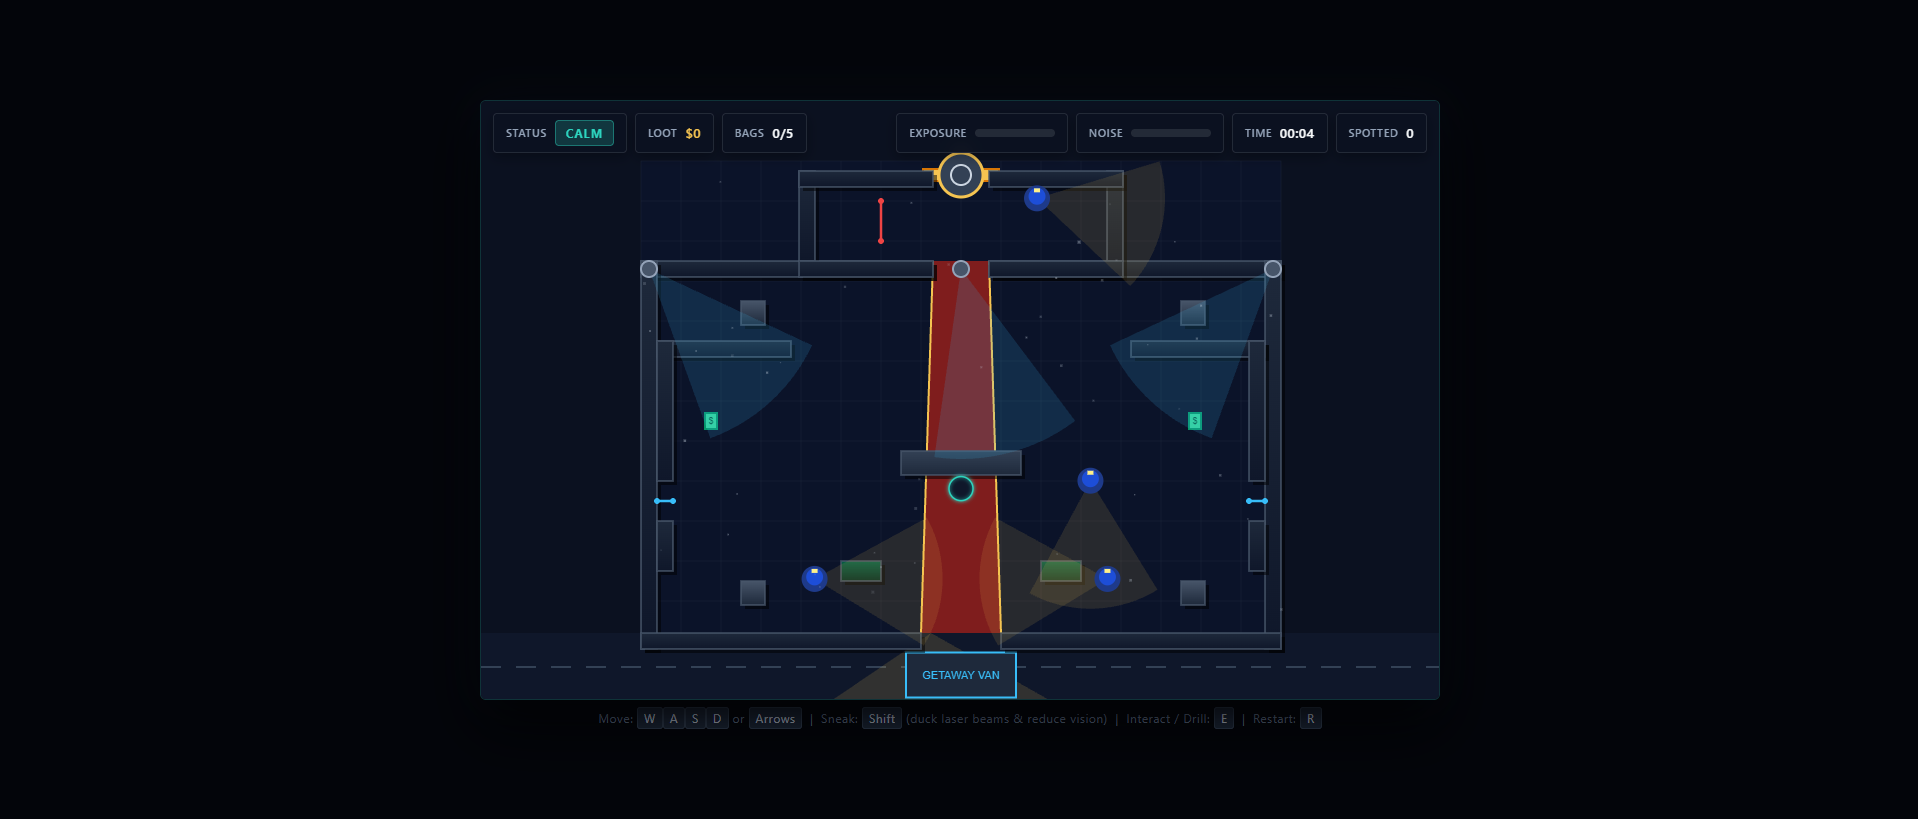 STATUS CALM LOOT $0 BAGS 0/5 EXPOSURE NOISE TIME 00:04 SPOTTED 0
$ $
GETAWAY VAN
Move: W A S D or Arrows | Sneak: Shift (duck laser beams & reduce vision) | Interact / Drill: E | Restart: R